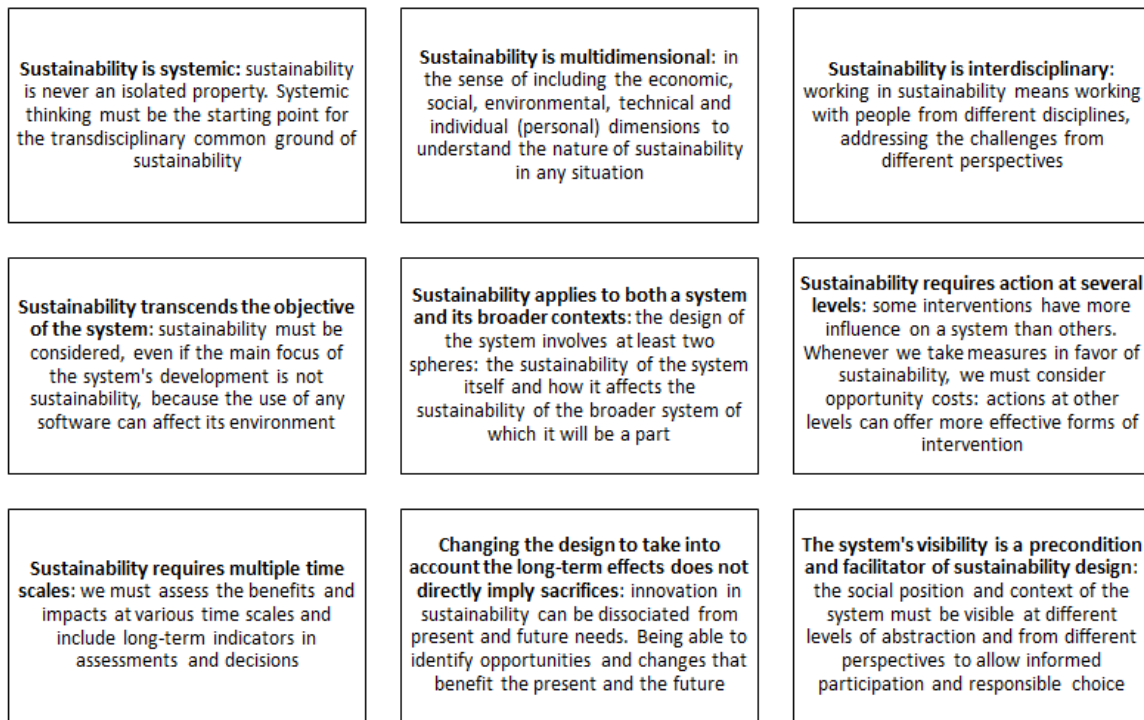 Sustainability is systemic: sustainability
is never an isolated property. Systemic
thinking must be the starting point for
the transdisciplinary common ground of
sustainability
Sustainability is multidimensional: in
the sense of including the economic,
social, environmental, technical and
individual (personal) dimensions to
understand the nature of sustainability
in any situation
Sustainability is interdisciplinary:
working in sustainability means working
with people from different disciplines,
addressing the challenges from
different perspectives
Sustainability transcends the objective
of the system: sustainability must be
considered, even if the main focus of
the system's development is not
sustainability, because the use of any
software can affect its environment
Sustainability applies to both a system
and its broader contexts: the design of
the system involves at least two
spheres: the sustainability of the system
itself and how it affects the
sustainability of the broader system of
which it will be a part
Sustainability requires action at several
levels: some interventions have more
influence on a system than others.
Whenever we take measures in favor of
sustainability, we must consider
opportunity costs: actions at other
levels can offer more effective forms of
intervention
Sustainability requires multiple time
scales: we must assess the benefits and
impacts at various time scales and
include long-term indicators in
assessments and decisions
Changing the design to take into
account the long-term effects does not
directly imply sacrifices: innovation in
sustainability can be dissociated from
present and future needs. Being able to
identify opportunities and changes that
benefit the present and the future
The system's visibility is a precondition
and facilitator of sustainability design:
the social position and context of the
system must be visible at different
levels of abstraction and from different
perspectives to allow informed
participation and responsible choice